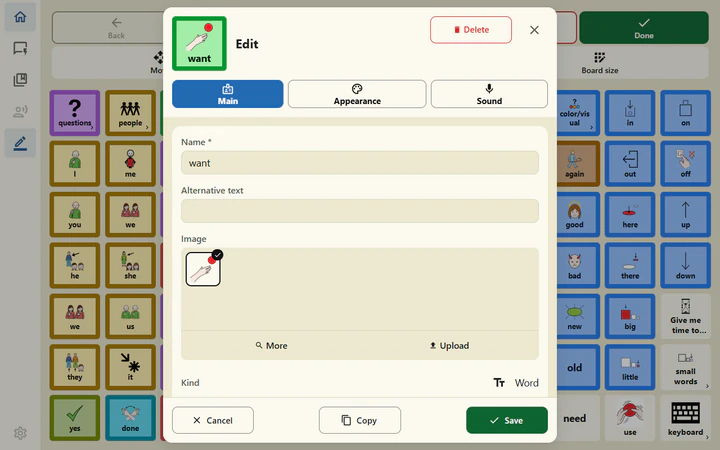 Back
Done
Mo
Board size
want
Edit
Delete
Main
Appearance
Sound
Name *
want
Alternative text
Image
More
Upload
Kind
Word
Cancel
Copy
Save
?
questions
people
color/vis
ual
in
on
I
me
again
out
off
you
we
good
here
up
he
she
bad
there
down
we
us
new
big
Give me
time to...
they
it
old
little
small
words
yes
done
need
use
keyboard